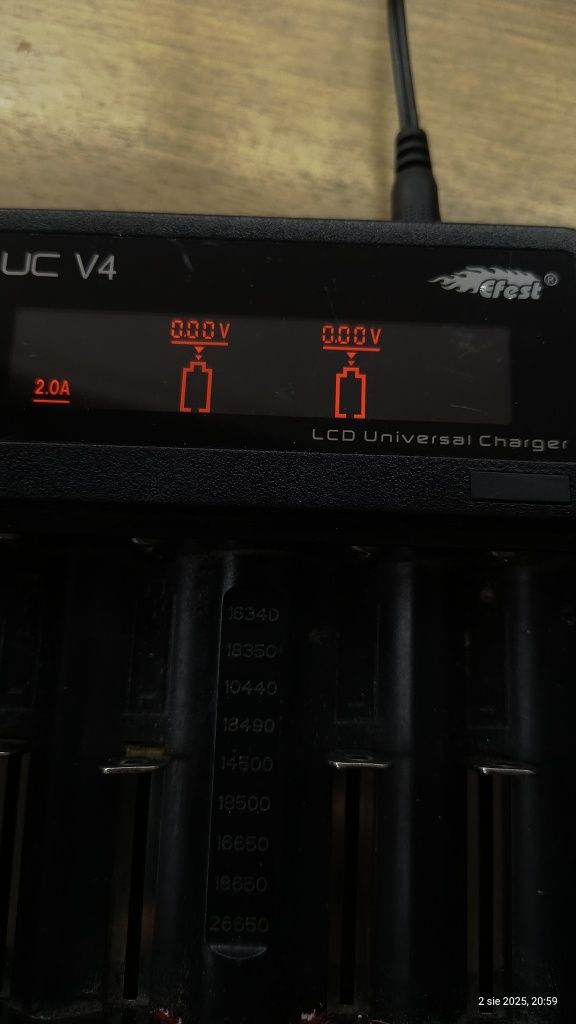 UC V4
Efest®
0.00V
0.00V
2.0A
LCD Universal Charger
16340
18350
10440
18490
14500
18500
16650
18650
26650
2 sie 2025, 20:59